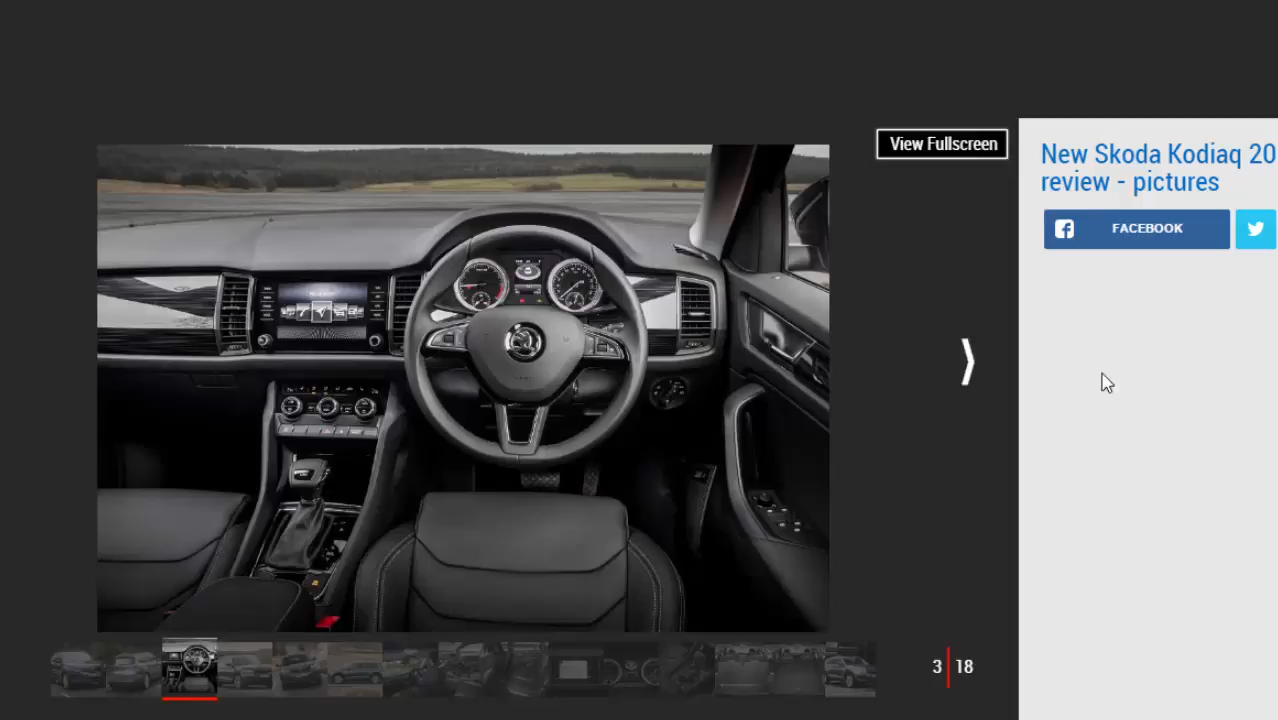 View Fullscreen
New Skoda Kodiaq 20
review - pictures
FACEBOOK
3
18